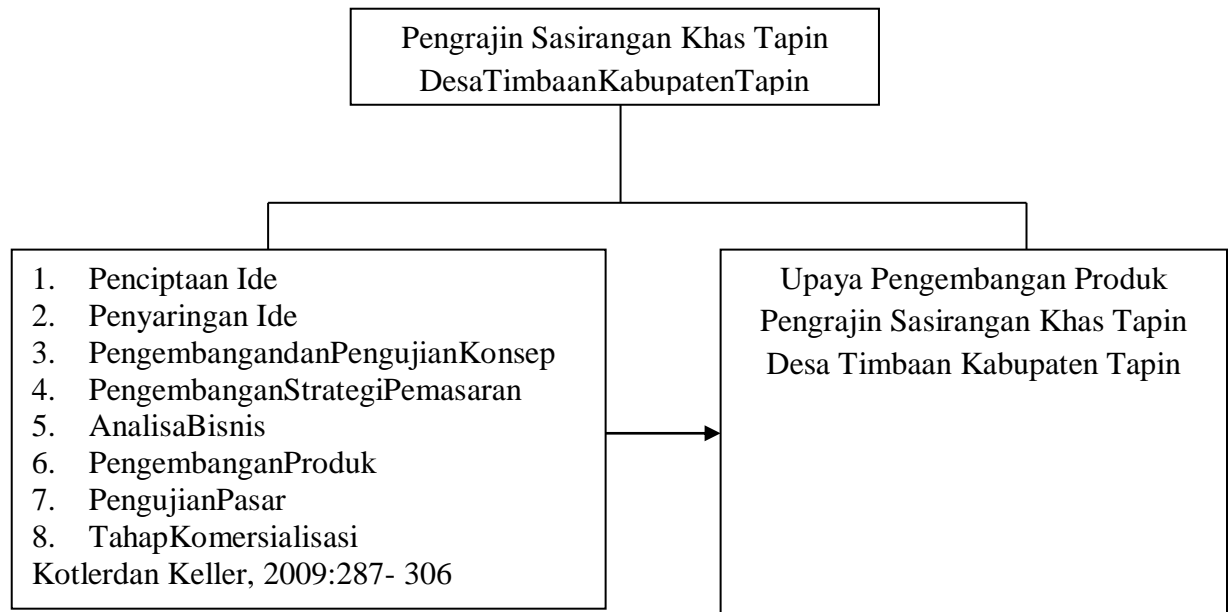 Pengrajin Sasirangan Khas Tapin
DesaTimbaanKabupatenTapin
1. Penciptaan Ide
2. Penyaringan Ide
3. PengembangandanPengujianKonsep
4. PengembanganStrategiPemasaran
5. AnalisaBisnis
6. PengembanganProduk
7. PengujianPasar
8. TahapKomersialisasi
Kotlerdan Keller, 2009:287- 306
Upaya Pengembangan Produk
Pengrajin Sasirangan Khas Tapin
Desa Timbaan Kabupaten Tapin